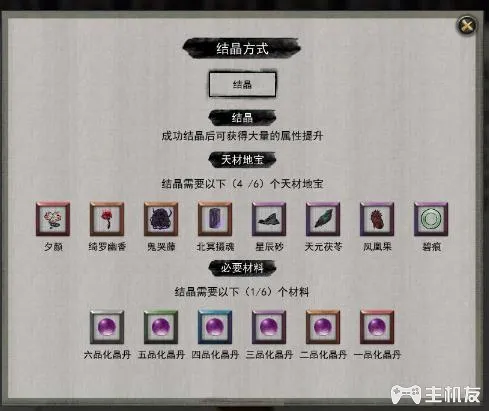 结晶方式
结晶
结晶
成功结晶后可获得大量的属性提升
天材地宝
结晶需要以下（4 /6）个天材地宝
夕颜 绮罗幽香 鬼哭藤 北冥摄魂 星辰砂 天元茯苓 凤凰果 碧痕
必要材料
结晶需要以下（1/6）个材料
六品化晶丹 五品化晶丹 四品化晶丹 三品化晶丹 二品化晶丹 一品化晶丹
主机友